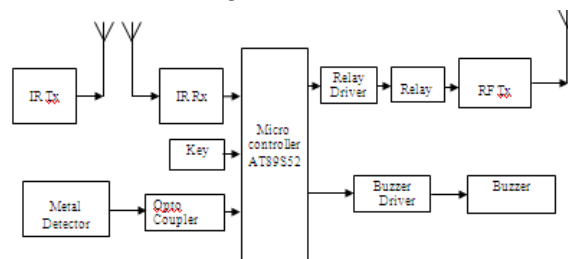 IR Tx
IR Rx
Key
Metal
Detector
Opto
Coupler
Micro
controller
AT89S52
Relay
Driver
Relay
RF Tx
Buzzer
Driver
Buzzer